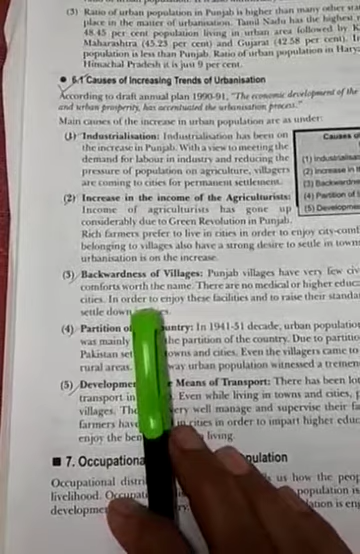 (3) Ratio of urban population in Punjab is higher than many other
place in the matter of urbanisation. Tamil Nadu has the highest
48.45 per cent population living in urban area followed by K
Maharashtra (45.23 per cent) and Gujarat (42.58 per cent). In
population is less than Punjab. Ratio of urban population in Hary
Himachal Pradesh it is just 9 per cent.
6.1 Causes of Increasing Trends of Urbanisation
According to draft annual plan 1990-91, "The economic development of the
and urban prosperity, has accentuated the urbanisation process."
Main causes of the increase in urban population are as under:
(1) Industrialisation: Industrialisation has been on
the increase in Punjab. With a view to meeting the
demand for labour in industry and reducing the
pressure of population on agriculture, villagers
are coming to cities for permanent settlement.
Causes
(1) Industrialisa
(2) Increase in
(3) Backwardne
(4) Partition of
(5) Developme
(2) Increase in the income of the Agriculturists:
Income of agriculturists has gone up
considerably due to Green Revolution in Punjab.
Rich farmers prefer to live in cities in order to enjoy city-comf
belonging to villages also have a strong desire to settle in town
urbanisation is on the increase.
(3) Backwardness of Villages: Punjab villages have very few civ
comforts worth the name. There are no medical or higher educ
cities. In order to enjoy these facilities and to raise their standa
settle down
(4) Partition of untry: In 1941-51 decade, urban populatio
was mainly the partition of the country. Due to partitio
Pakistan set towns and cities. Even the villagers came to
rural areas. way urban population witnessed a tremen
(5) Developme Means of Transport: There has been lo
transport in Even while living in towns and cities, p
villages. The very well manage and supervise their fa
farmers have in cities in order to impart higher educ
enjoy the ben living.
7. Occupationa opulation
Occupational distri us how the peop
livelihood. Occupat population is
developmen ry. lation is eng